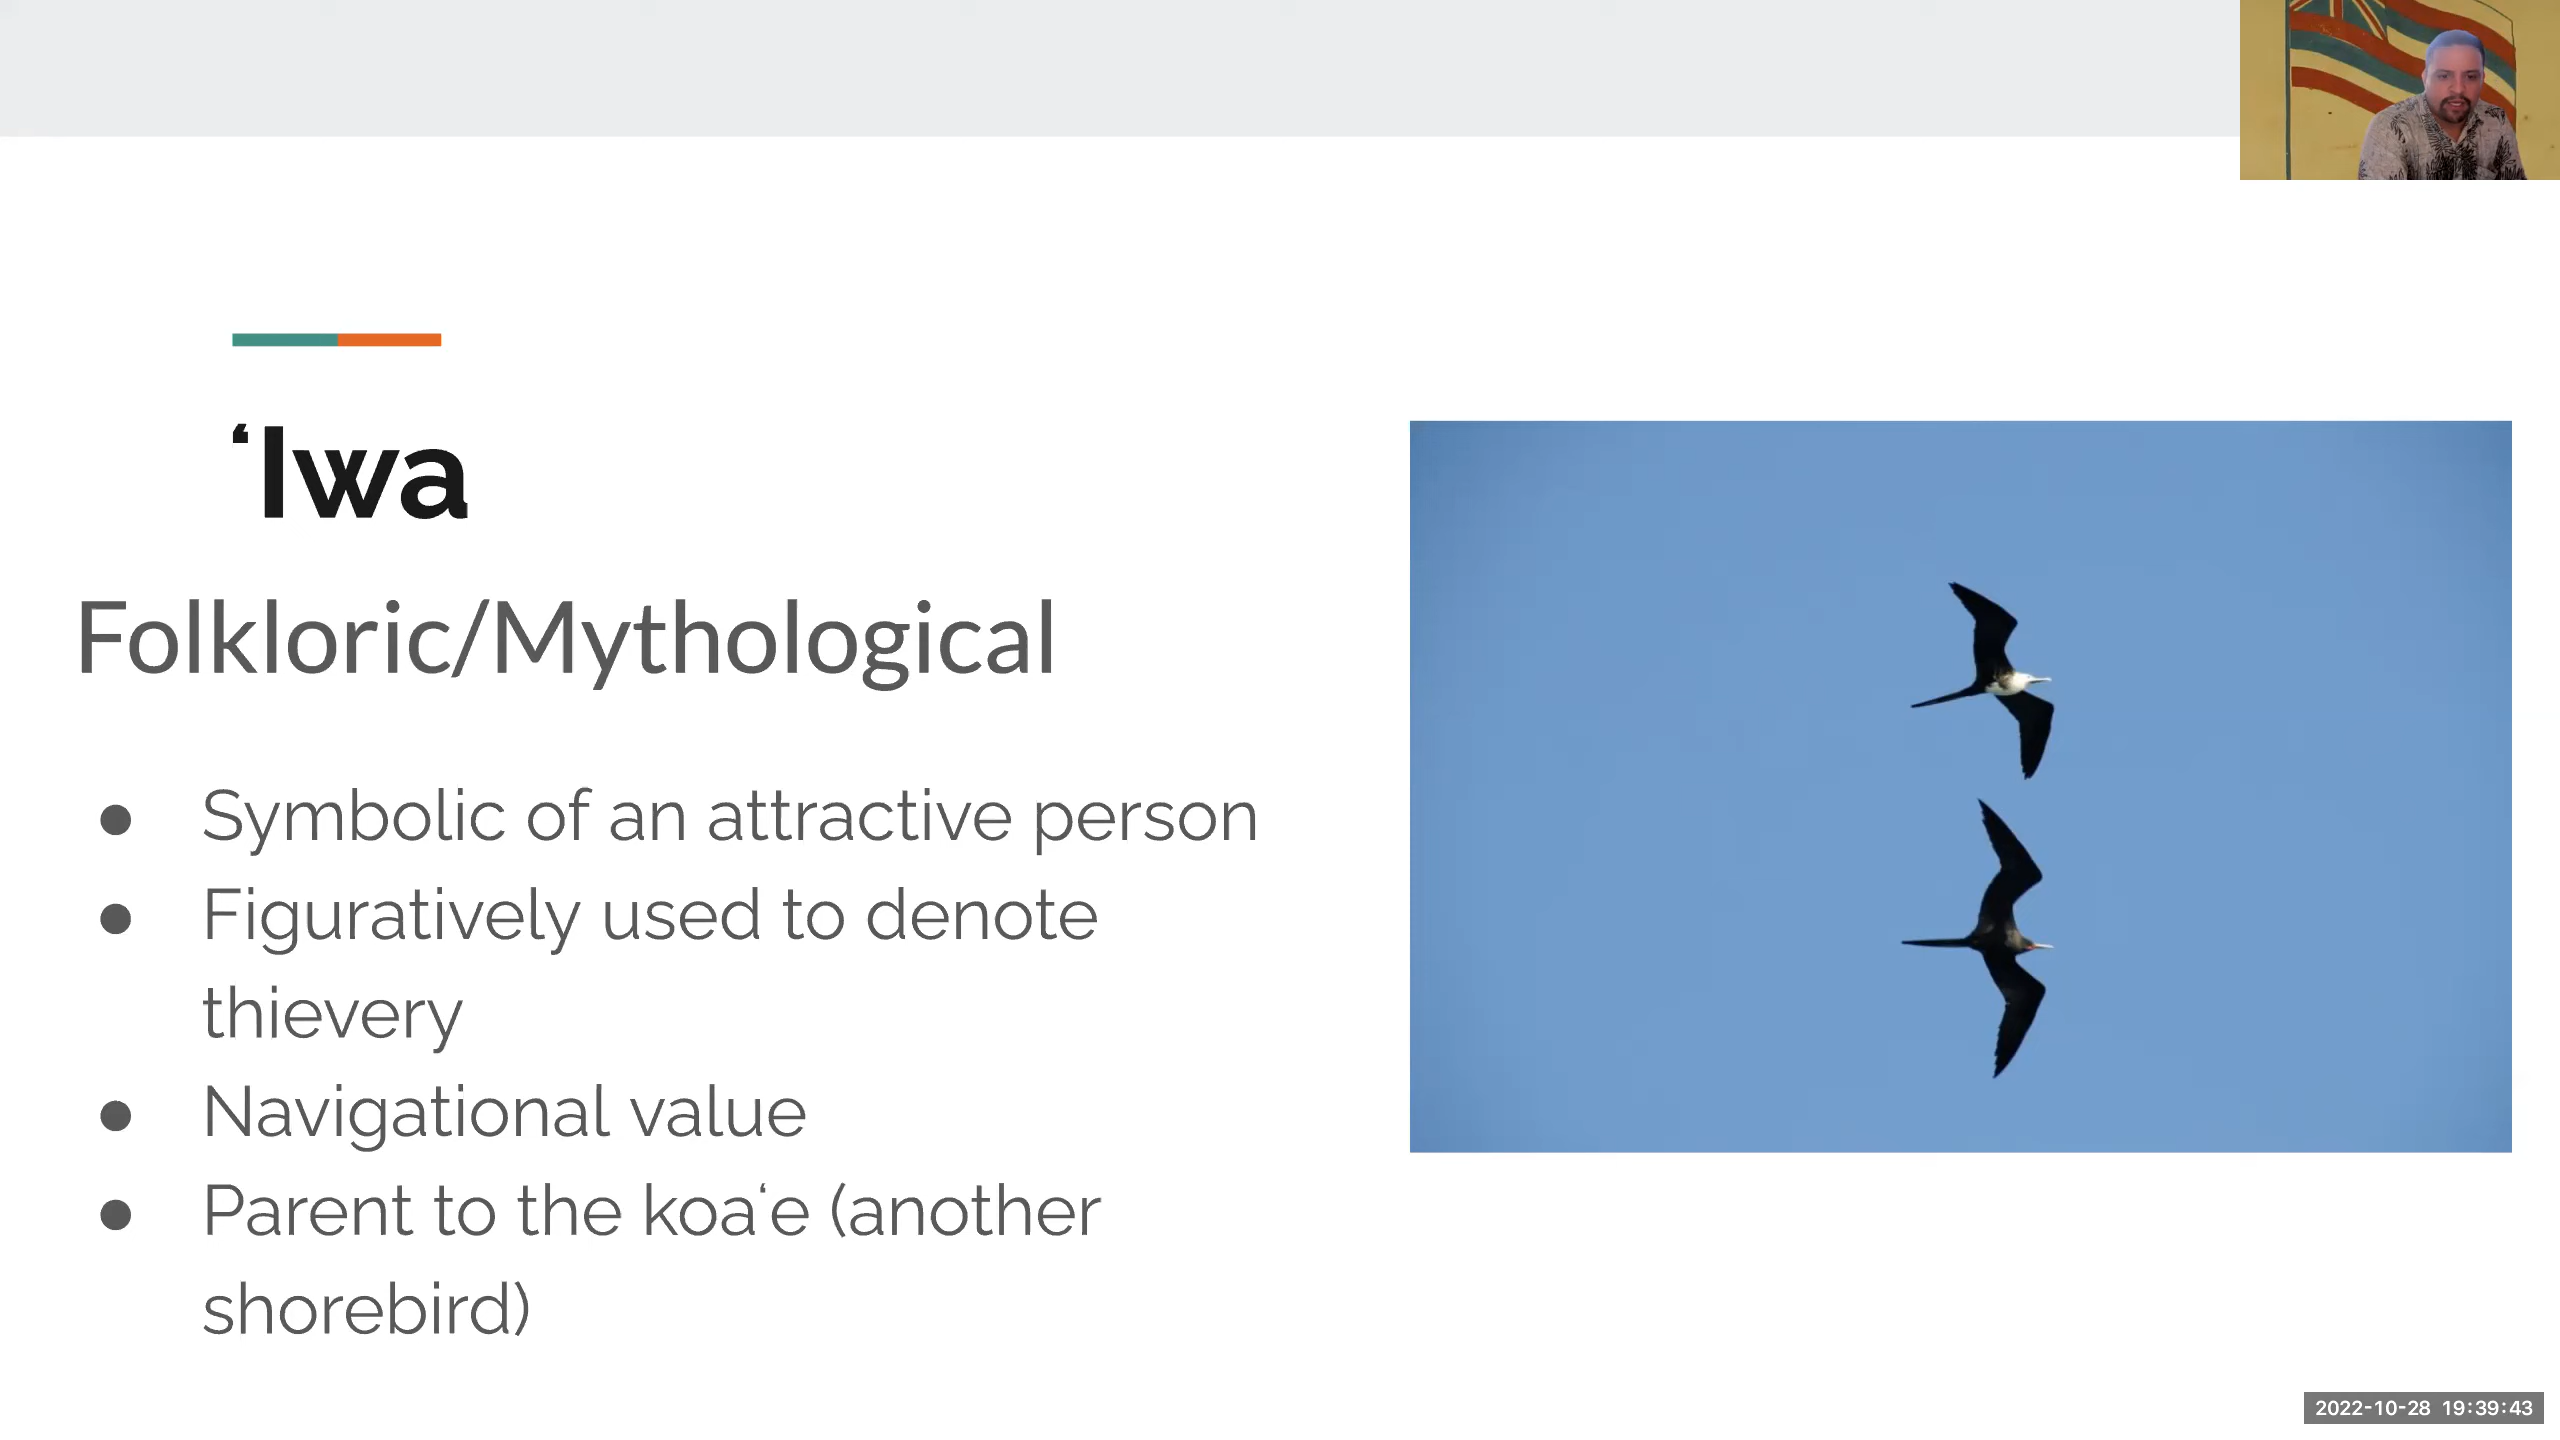 ʻIwa
Folkloric/Mythological
● Symbolic of an attractive person
● Figuratively used to denote
thievery
● Navigational value
● Parent to the koaʻe (another
shorebird)
2022-10-28 19:39:43